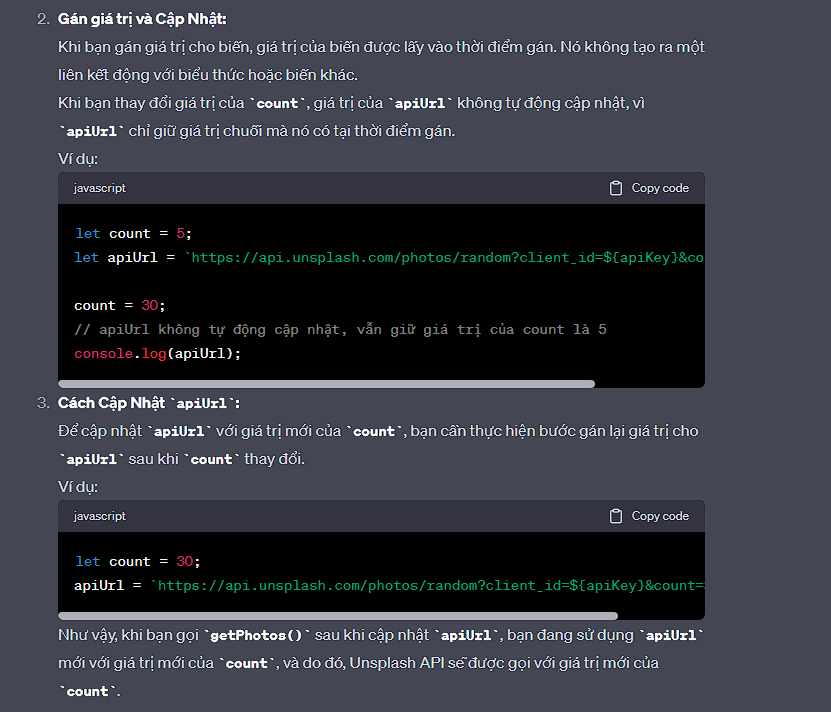 2. Gán giá trị và Cập Nhật:
Khi bạn gán giá trị cho biến, giá trị của biến được lấy vào thời điểm gán. Nó không tạo ra một
liên kết động với biểu thức hoặc biến khác.
Khi bạn thay đổi giá trị của `count`, giá trị của `apiUrl` không tự động cập nhật, vì
`apiUrl` chỉ giữ giá trị chuỗi mà nó có tại thời điểm gán.
Ví dụ:
javascript Copy code
let count = 5;
let apiUrl = `https://api.unsplash.com/photos/random?client_id=${apiKey}&co
count = 30;
// apiUrl không tự động cập nhật, vẫn giữ giá trị của count là 5
console.log(apiUrl);
3. Cách Cập Nhật `apiUrl`:
Để cập nhật `apiUrl` với giá trị mới của `count`, bạn cần thực hiện bước gán lại giá trị cho
`apiUrl` sau khi `count` thay đổi.
Ví dụ:
javascript Copy code
let count = 30;
apiUrl = `https://api.unsplash.com/photos/random?client_id=${apiKey}&count=
Như vậy, khi bạn gọi `getPhotos()` sau khi cập nhật `apiUrl`, bạn đang sử dụng `apiUrl`
mới với giá trị mới của `count`, và do đó, Unsplash API sẽ được gọi với giá trị mới của
`count`.